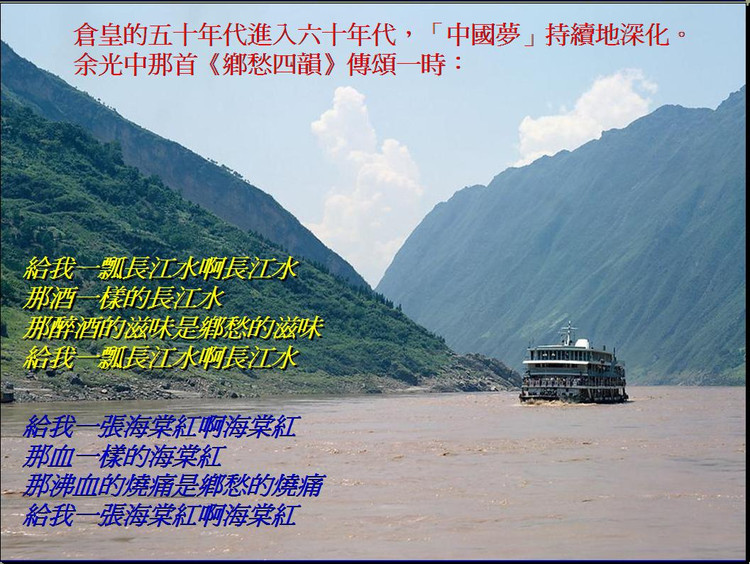 倉皇的五十年代進入六十年代，「中國夢」持續地深化。
余光中那首《鄉愁四韻》傳頌一時：
給我一瓢長江水啊長江水
那酒一樣的長江水
那醉酒的滋味是鄉愁的滋味
給我一瓢長江水啊長江水
給我一張海棠紅啊海棠紅
那血一樣的海棠紅
那沸血的燒痛是鄉愁的燒痛
給我一張海棠紅啊海棠紅